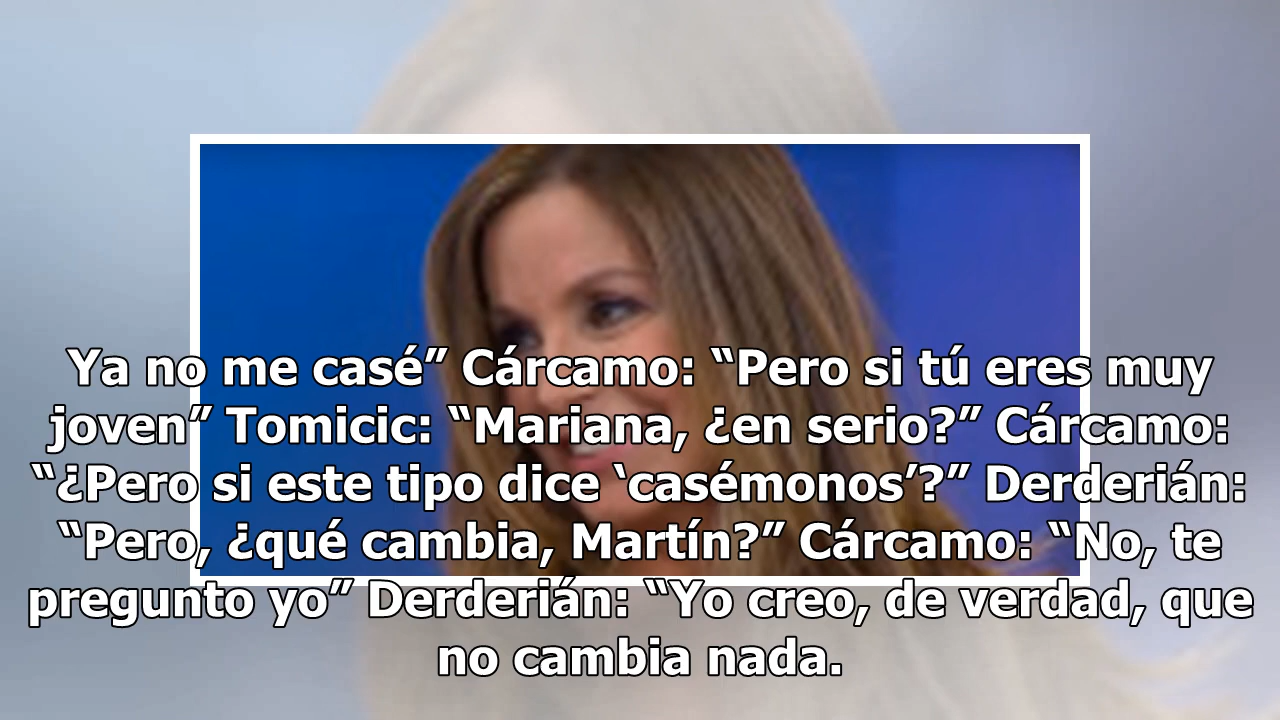 Ya no me casé” Cárcamo: “Pero si tú eres muy
joven” Tomicic: “Mariana, ¿en serio?” Cárcamo:
“¿Pero si este tipo dice ‘casémonos’?” Derderián:
“Pero, ¿qué cambia, Martín?” Cárcamo: “No, te
pregunto yo” Derderián: “Yo creo, de verdad, que
no cambia nada.